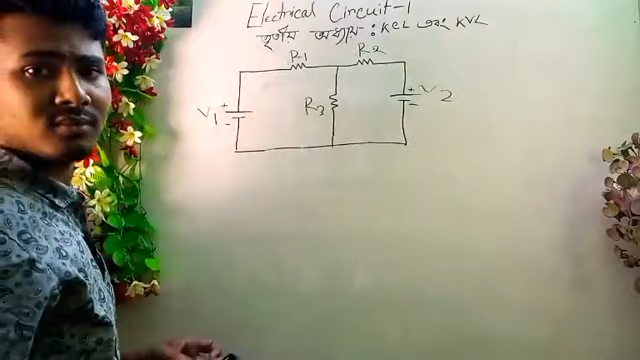 Electrical Circuit-1
তৃতীয় অধ্যায় : KCL এবং KVL
R1
R2
V1
+
-
R3
+
-
V2